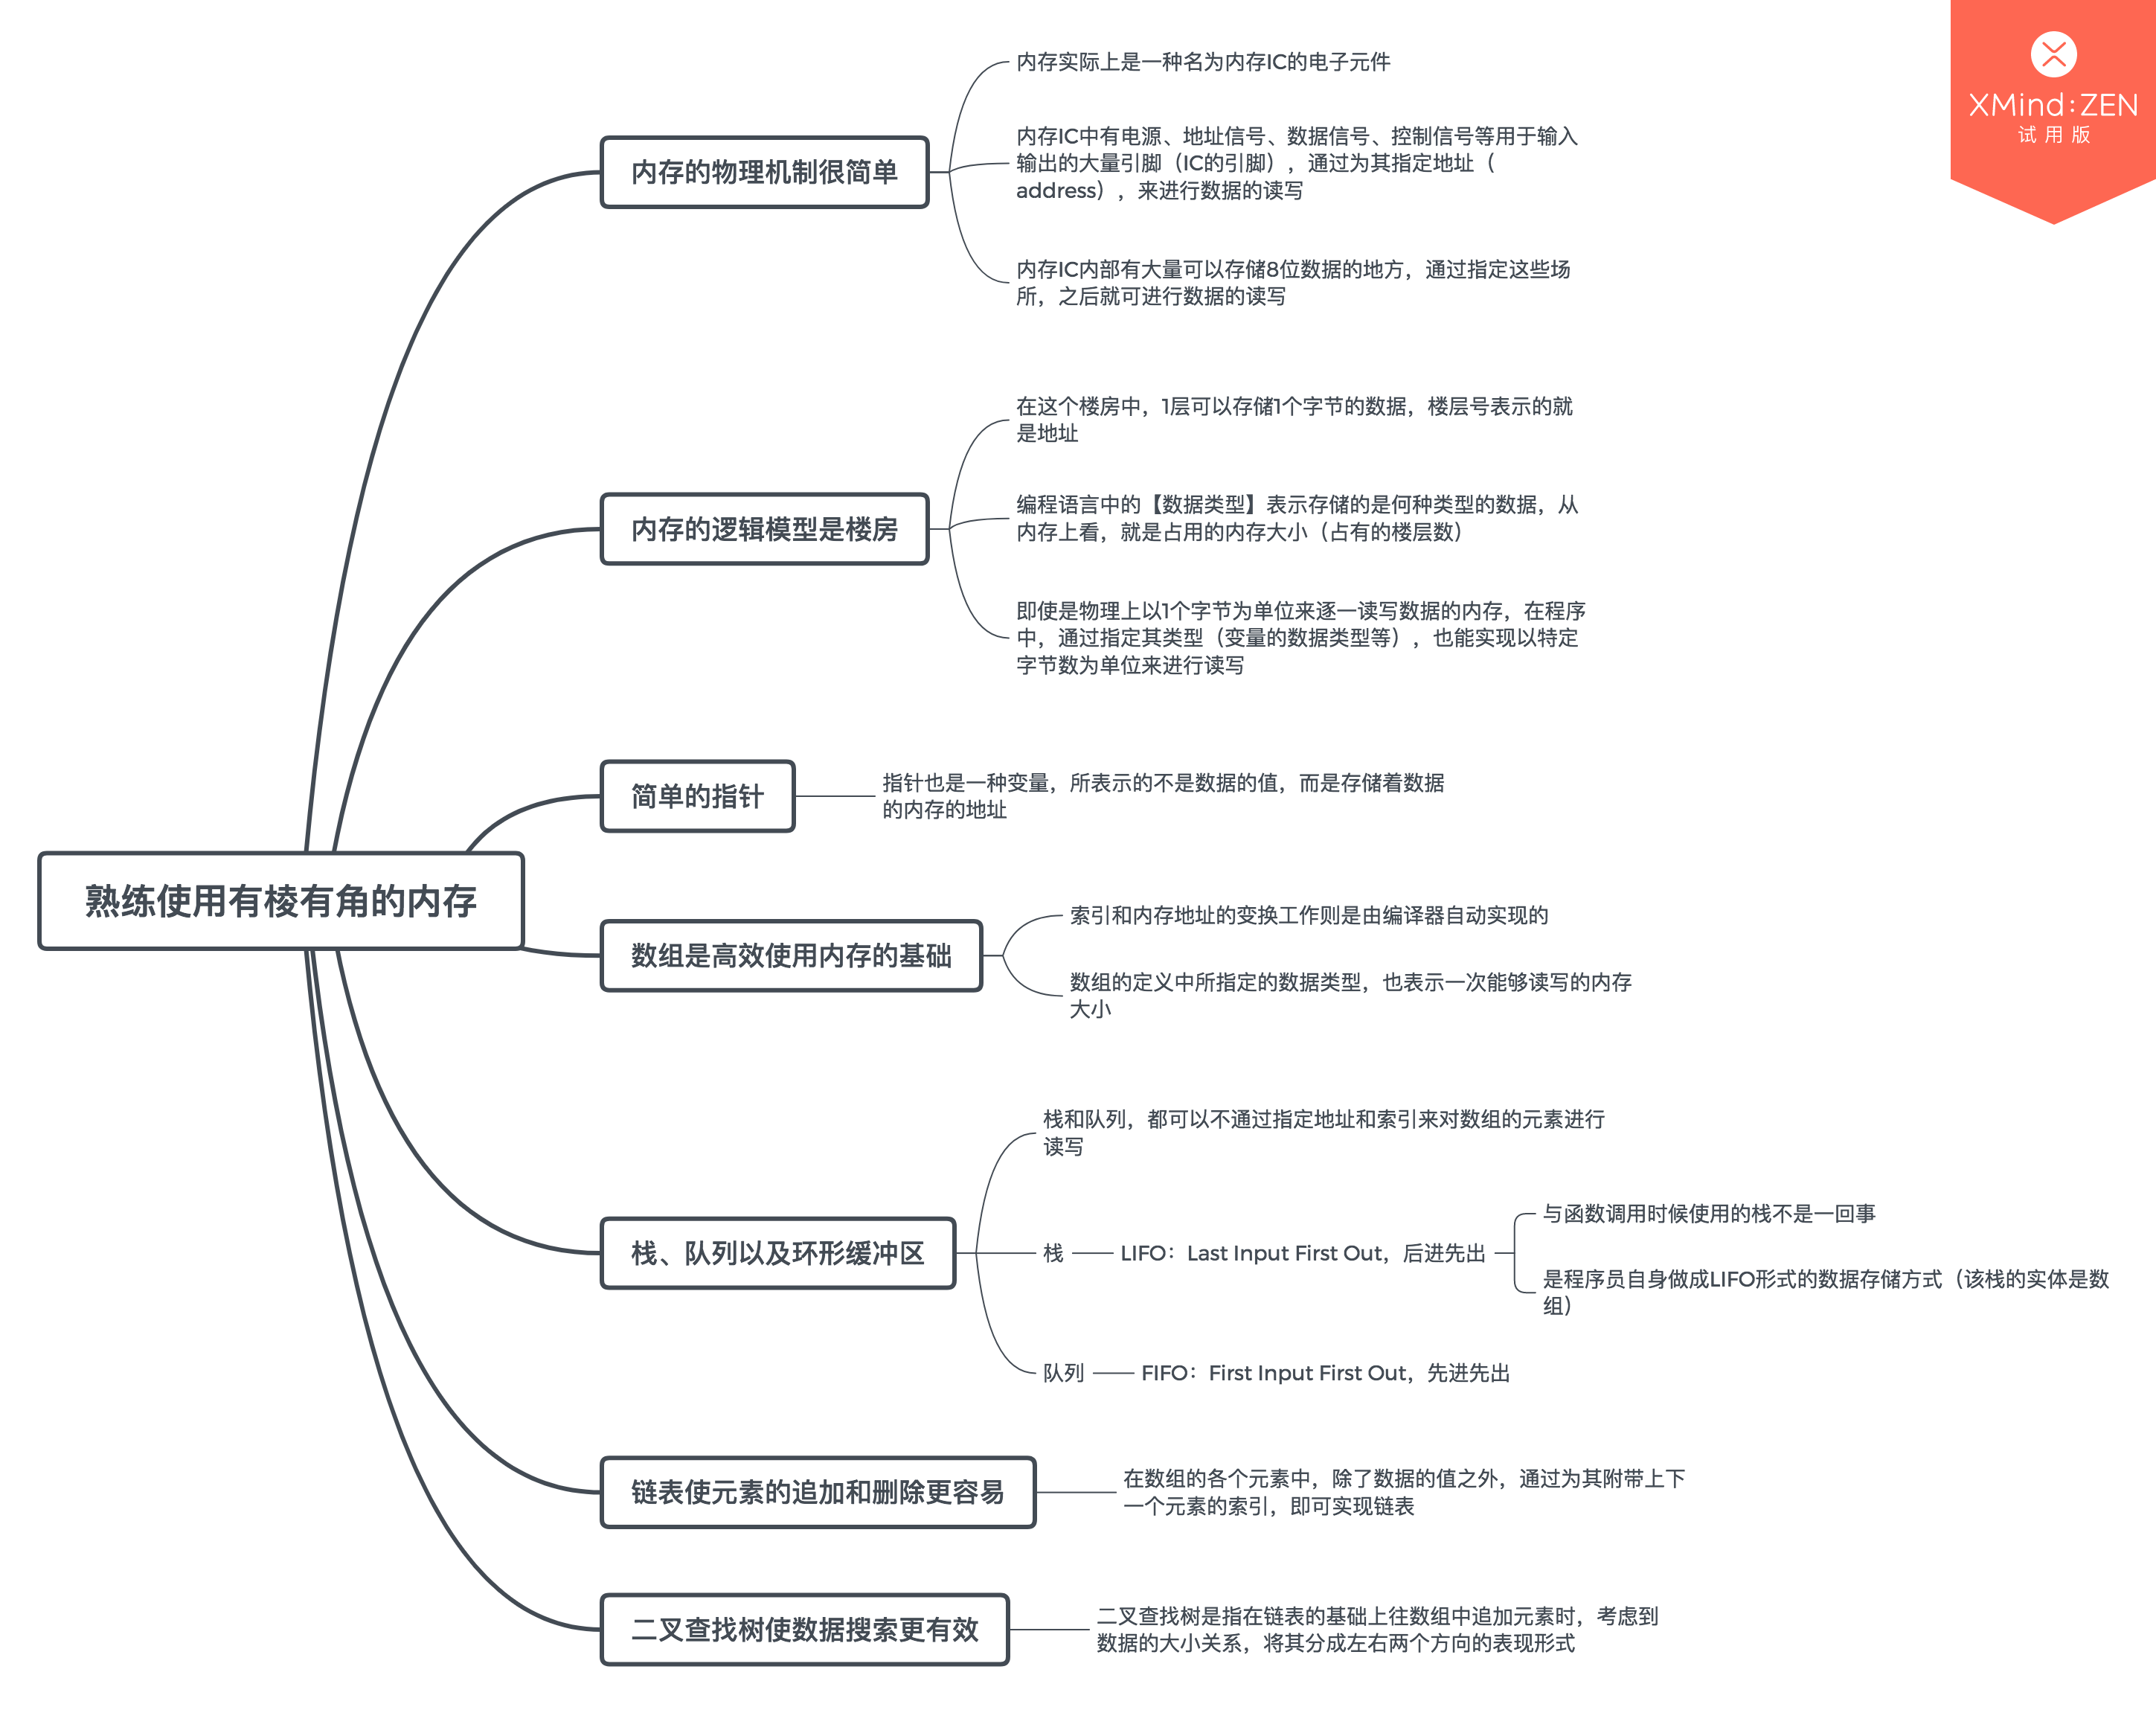 XMind:ZEN
试用版
熟练使用有棱有角的内存
内存的物理机制很简单
内存实际上是一种名为内存IC的电子元件
内存IC中有电源、地址信号、数据信号、控制信号等用于输入
输出的大量引脚（IC的引脚），通过为其指定地址（
address），来进行数据的读写
内存IC内部有大量可以存储8位数据的地方，通过指定这些场
所，之后就可进行数据的读写
内存的逻辑模型是楼房
在这个楼房中，1层可以存储1个字节的数据，楼层号表示的就
是地址
编程语言中的【数据类型】表示存储的是何种类型的数据，从
内存上看，就是占用的内存大小（占有的楼层数）
即使是物理上以1个字节为单位来逐一读写数据的内存，在程序
中，通过指定其类型（变量的数据类型等），也能实现以特定
字节数为单位来进行读写
简单的指针
指针也是一种变量，所表示的不是数据的值，而是存储着数据
的内存的地址
数组是高效使用内存的基础
索引和内存地址的变换工作则是由编译器自动实现的
数组的定义中所指定的数据类型，也表示一次能够读写的内存
大小
栈、队列以及环形缓冲区
栈和队列，都可以不通过指定地址和索引来对数组的元素进行
读写
栈
LIFO：Last Input First Out，后进先出
与函数调用时候使用的栈不是一回事
是程序员自身做成LIFO形式的数据存储方式（该栈的实体是数
组）
队列
FIFO：First Input First Out，先进先出
链表使元素的追加和删除更容易
在数组的各个元素中，除了数据的值之外，通过为其附带上下
一个元素的索引，即可实现链表
二叉查找树使数据搜索更有效
二叉查找树是指在链表的基础上往数组中追加元素时，考虑到
数据的大小关系，将其分成左右两个方向的表现形式